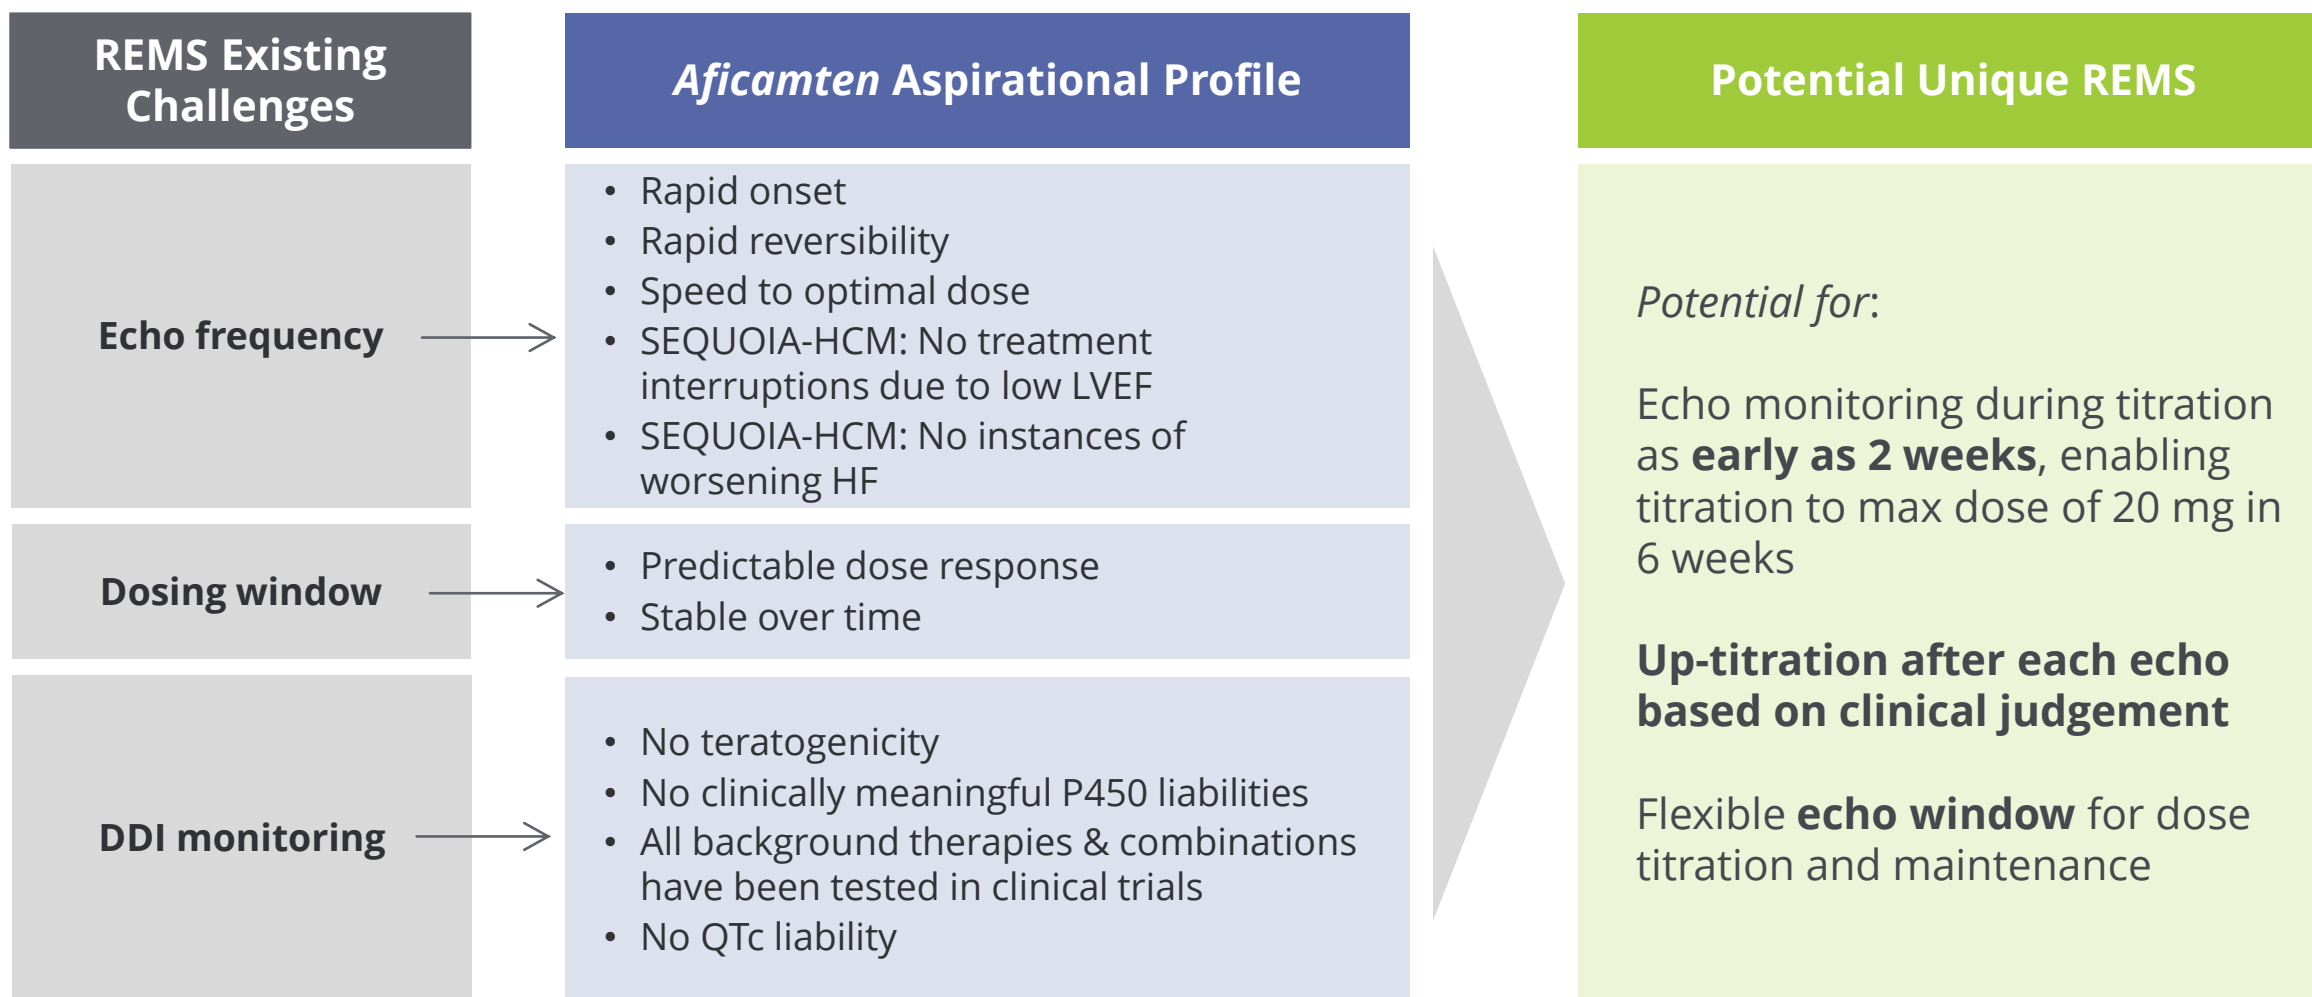 REMS Existing
Challenges
Aficamten Aspirational Profile
Potential Unique REMS
Echo frequency
• Rapid onset
• Rapid reversibility
• Speed to optimal dose
• SEQUOIA-HCM: No treatment
interruptions due to low LVEF
• SEQUOIA-HCM: No instances of
worsening HF
Dosing window
• Predictable dose response
• Stable over time
DDI monitoring
• No teratogenicity
• No clinically meaningful P450 liabilities
• All background therapies & combinations
have been tested in clinical trials
• No QTc liability
Potential for:
Echo monitoring during titration
as early as 2 weeks, enabling
titration to max dose of 20 mg in
6 weeks
Up-titration after each echo
based on clinical judgement
Flexible echo window for dose
titration and maintenance